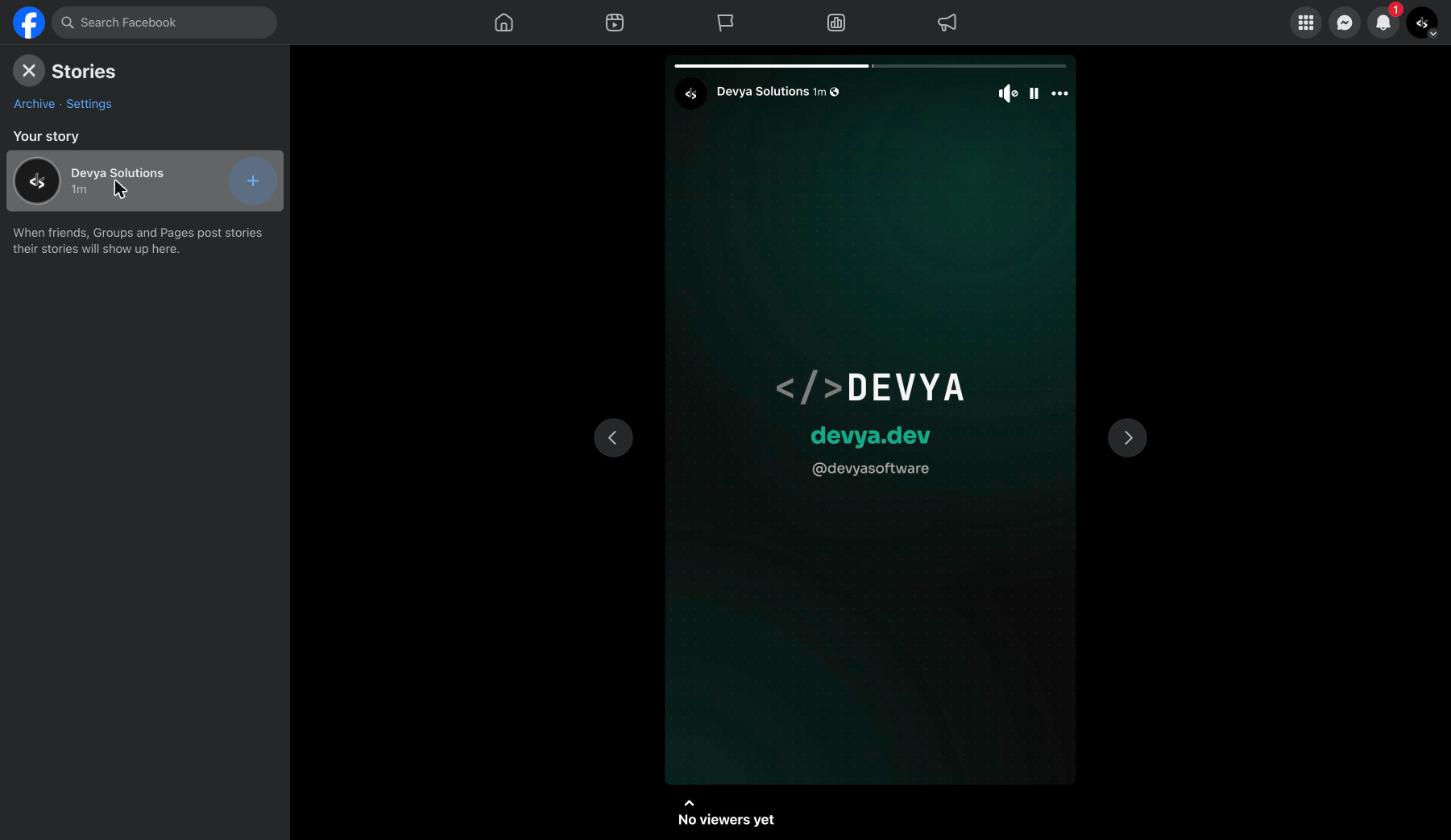 Search Facebook
1
Stories
Archive · Settings
Your story
Devya Solutions
1m
When friends, Groups and Pages post stories
their stories will show up here.
Devya Solutions 1m
</>DEVYA
devya.dev
@devyasoftware
No viewers yet